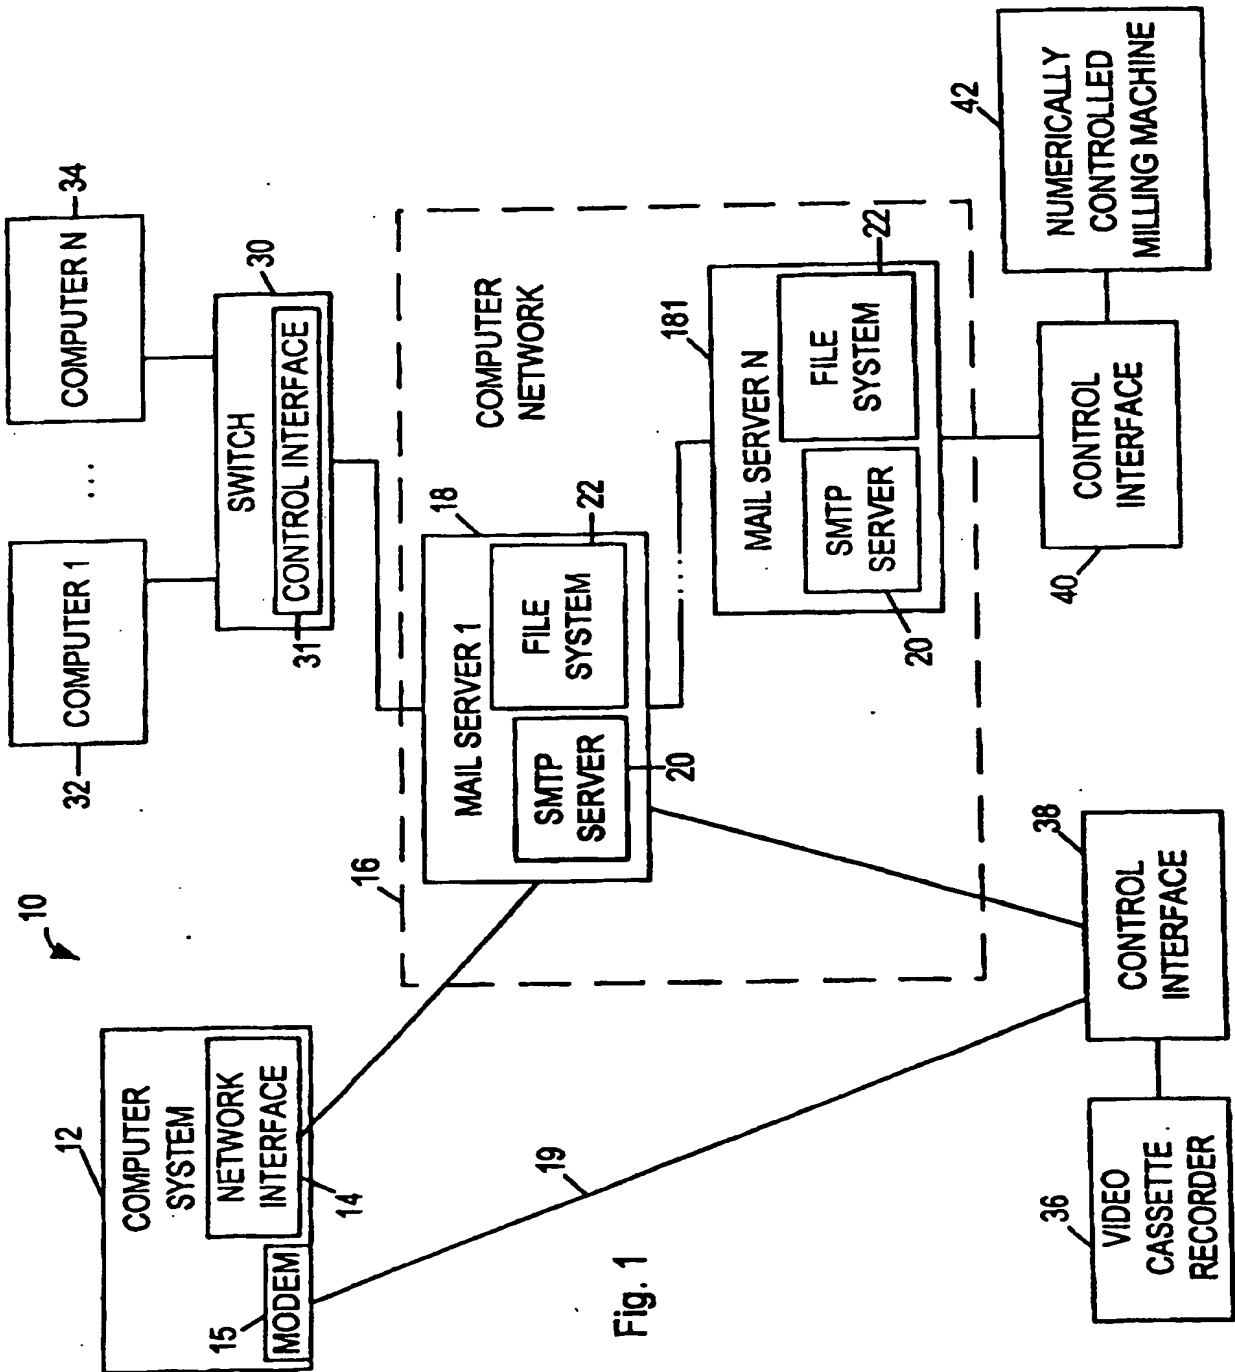 10
12
COMPUTER
SYSTEM
NETWORK
INTERFACE
14
15
MODEM
32
COMPUTER 1
...
COMPUTER N
34
SWITCH
30
CONTROL INTERFACE
31
16
MAIL SERVER 1
18
SMTP
SERVER
20
FILE
SYSTEM
22
COMPUTER
NETWORK
...
MAIL SERVER N
181
SMTP
SERVER
20
FILE
SYSTEM
22
19
36
VIDEO
CASSETTE
RECORDER
CONTROL
INTERFACE
38
CONTROL
INTERFACE
40
NUMERICALLY
CONTROLLED
MILLING MACHINE
42
Fig. 1